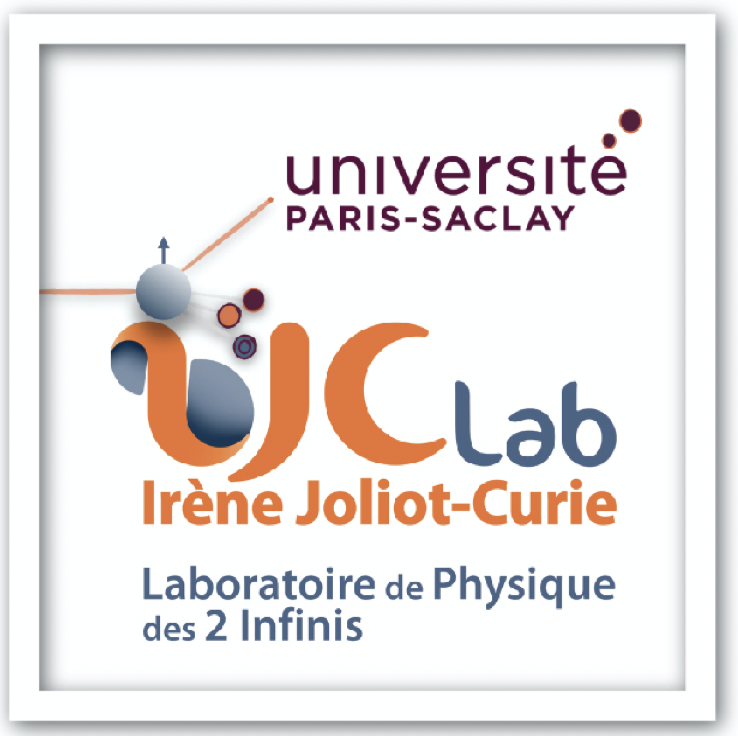 université
PARIS-SACLAY
IJCLab
Irène Joliot-Curie
Laboratoire de Physique
des 2 Infinis